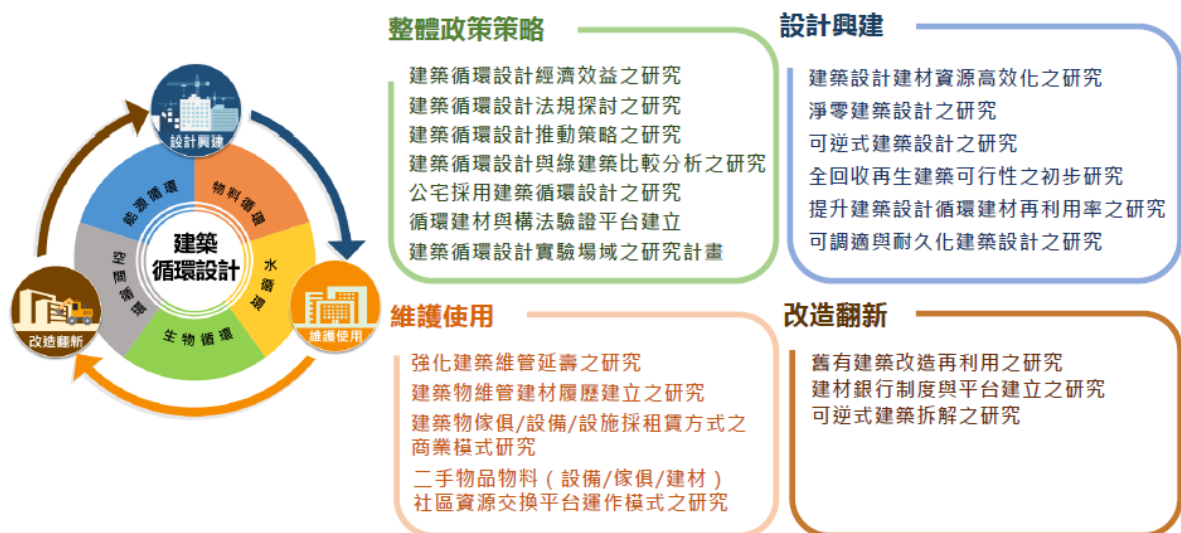 設計興建
能源循環
物料循環
建築
循環設計
空間循環
水循環
生物循環
改造翻新
維護使用
整體政策策略
建築循環設計經濟效益之研究
建築循環設計法規探討之研究
建築循環設計推動策略之研究
建築循環設計與綠建築比較分析之研究
公宅採用建築循環設計之研究
循環建材與構法驗證平台建立
建築循環設計實驗場域之研究計畫
設計興建
建築設計建材資源高效化之研究
淨零建築設計之研究
可逆式建築設計之研究
全回收再生建築可行性之初步研究
提升建築設計循環建材再利用率之研究
可調適與耐久化建築設計之研究
維護使用
強化建築維管延壽之研究
建築物維管建材履歷建立之研究
建築物傢俱/設備/設施採租賃方式之
商業模式研究
二手物品物料（設備/傢俱/建材）
社區資源交換平台運作模式之研究
改造翻新
舊有建築改造再利用之研究
建材銀行制度與平台建立之研究
可逆式建築拆解之研究